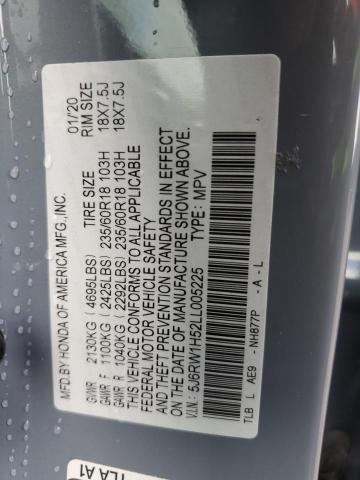 MFD.BY HONDA OF AMERICA MFG.,INC. 01/20
TIRE SIZE RIM SIZE
GVWR 2130KG (4695LBS)
GAWR F 1100KG (2425LBS) 235/60R18 103H 18X7.5J
GAWR R 1040KG (2292LBS) 235/60R18 103H 18X7.5J
THIS VEHICLE CONFORMS TO ALL APPLICABLE
FEDERAL MOTOR VEHICLE SAFETY
AND THEFT PREVENTION STANDARDS IN EFFECT
ON THE DATE OF MANUFACTURE SHOWN ABOVE.
V.I.N.: 5J6RW1H52LL005225 TYPE: MPV
TLB L AE9 - NH877P - A - L
TLA A1